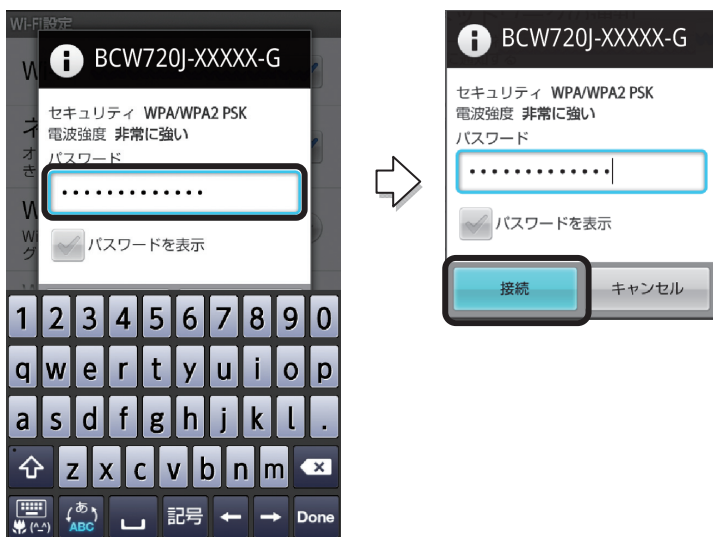 WI-FI設定
BCW720J-XXXXX-G
セキュリティ WPA/WPA2 PSK
電波強度 非常に強い
パスワード
•••••••••••••
パスワードを表示
1 2 3 4 5 6 7 8 9 0
q w e r t y u i o p
a s d f g h j k l .
z x c v b n m
(^_^) (あ) ABC 記号 ← → Done
BCW720J-XXXXX-G
セキュリティ WPA/WPA2 PSK
電波強度 非常に強い
パスワード
•••••••••••••
パスワードを表示
接続 キャンセル